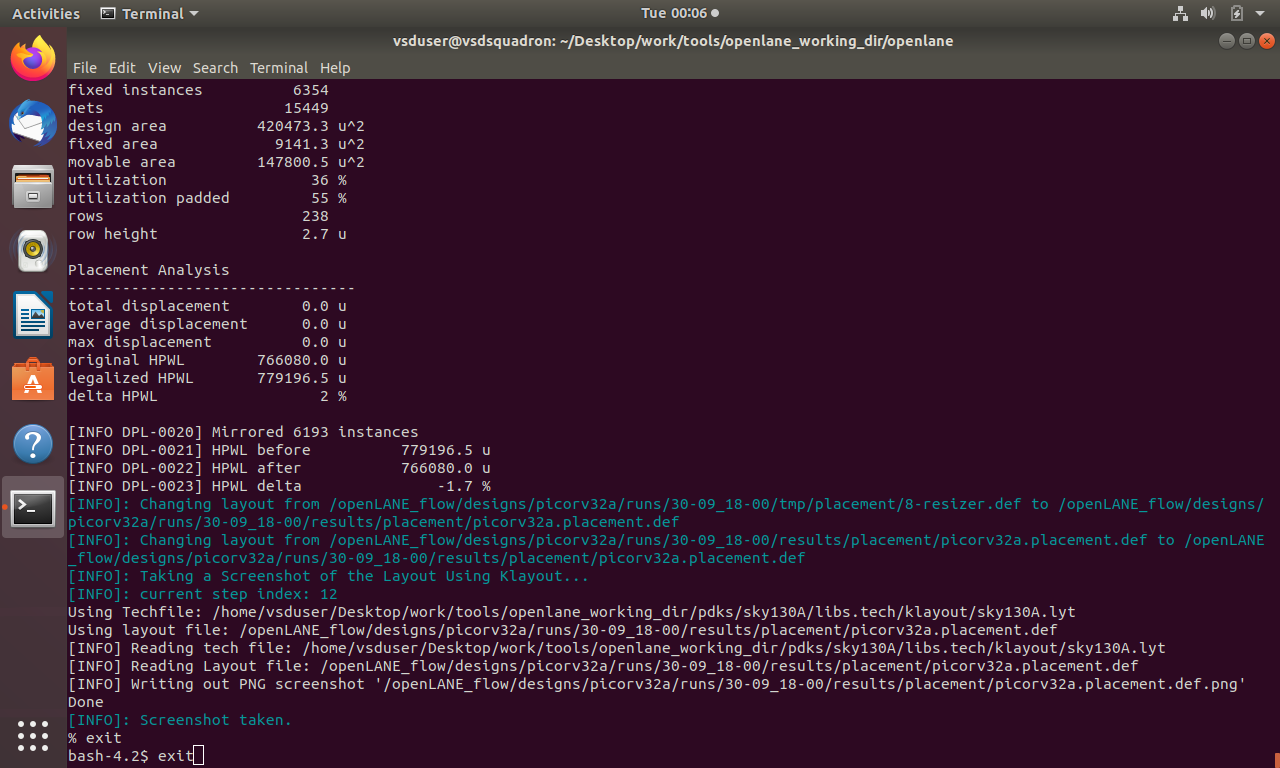 Activities Terminal Tue 00:06
vsduser@vsdsquadron: ~/Desktop/work/tools/openlane_working_dir/openlane
File Edit View Search Terminal Help
fixed instances 6354
nets 15449
design area 420473.3 u^2
fixed area 9141.3 u^2
movable area 147800.5 u^2
utilization 36 %
utilization padded 55 %
rows 238
row height 2.7 u
Placement Analysis
--------------------------------
total displacement 0.0 u
average displacement 0.0 u
max displacement 0.0 u
original HPWL 766080.0 u
legalized HPWL 779196.5 u
delta HPWL 2 %
[INFO DPL-0020] Mirrored 6193 instances
[INFO DPL-0021] HPWL before 779196.5 u
[INFO DPL-0022] HPWL after 766080.0 u
[INFO DPL-0023] HPWL delta -1.7 %
[INFO]: Changing layout from /openLANE_flow/designs/picorv32a/runs/30-09_18-00/tmp/placement/8-resizer.def to /openLANE_flow/designs/
picorv32a/runs/30-09_18-00/results/placement/picorv32a.placement.def
[INFO]: Changing layout from /openLANE_flow/designs/picorv32a/runs/30-09_18-00/results/placement/picorv32a.placement.def to /openLANE
_flow/designs/picorv32a/runs/30-09_18-00/results/placement/picorv32a.placement.def
[INFO]: Taking a Screenshot of the Layout Using Klayout...
[INFO]: current step index: 12
Using Techfile: /home/vsduser/Desktop/work/tools/openlane_working_dir/pdks/sky130A/libs.tech/klayout/sky130A.lyt
Using layout file: /openLANE_flow/designs/picorv32a/runs/30-09_18-00/results/placement/picorv32a.placement.def
[INFO] Reading tech file: /home/vsduser/Desktop/work/tools/openlane_working_dir/pdks/sky130A/libs.tech/klayout/sky130A.lyt
[INFO] Reading Layout file: /openLANE_flow/designs/picorv32a/runs/30-09_18-00/results/placement/picorv32a.placement.def
[INFO] Writing out PNG screenshot '/openLANE_flow/designs/picorv32a/runs/30-09_18-00/results/placement/picorv32a.placement.def.png'
Done
[INFO]: Screenshot taken.
% exit
bash-4.2$ exit